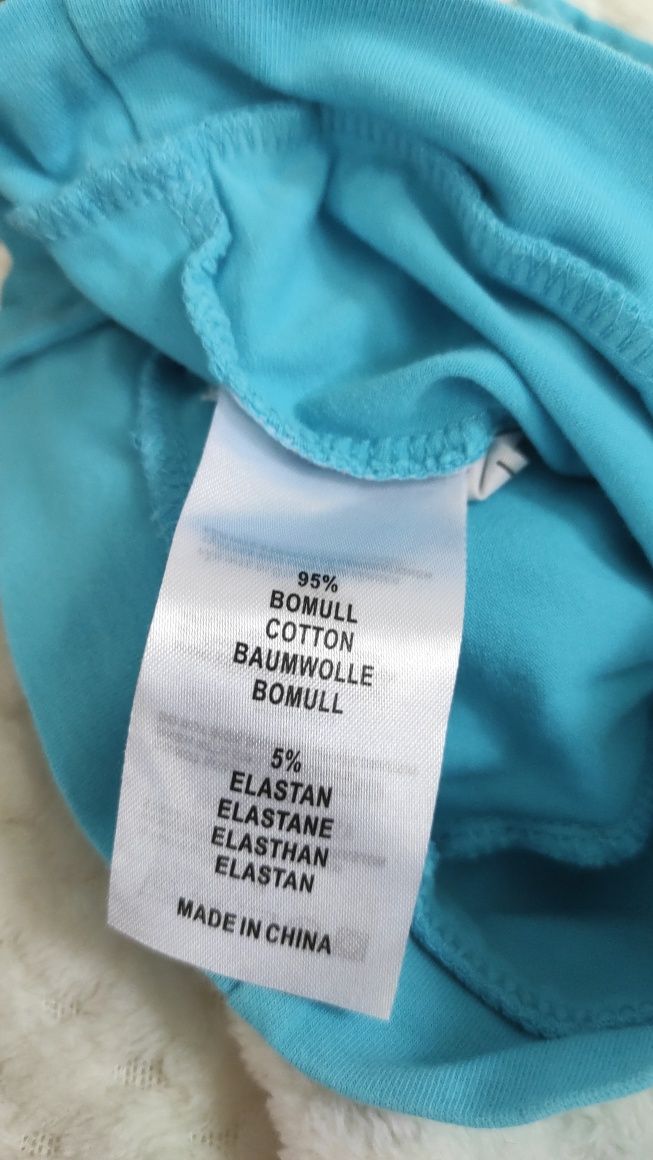 95%
BOMULL
COTTON
BAUMWOLLE
BOMULL
5%
ELASTAN
ELASTANE
ELASTHAN
ELASTAN
MADE IN CHINA